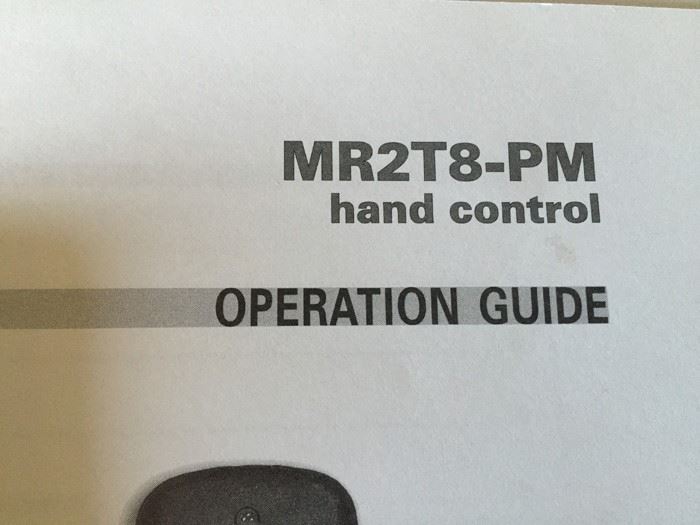 MR2T8-PM
hand control
OPERATION GUIDE